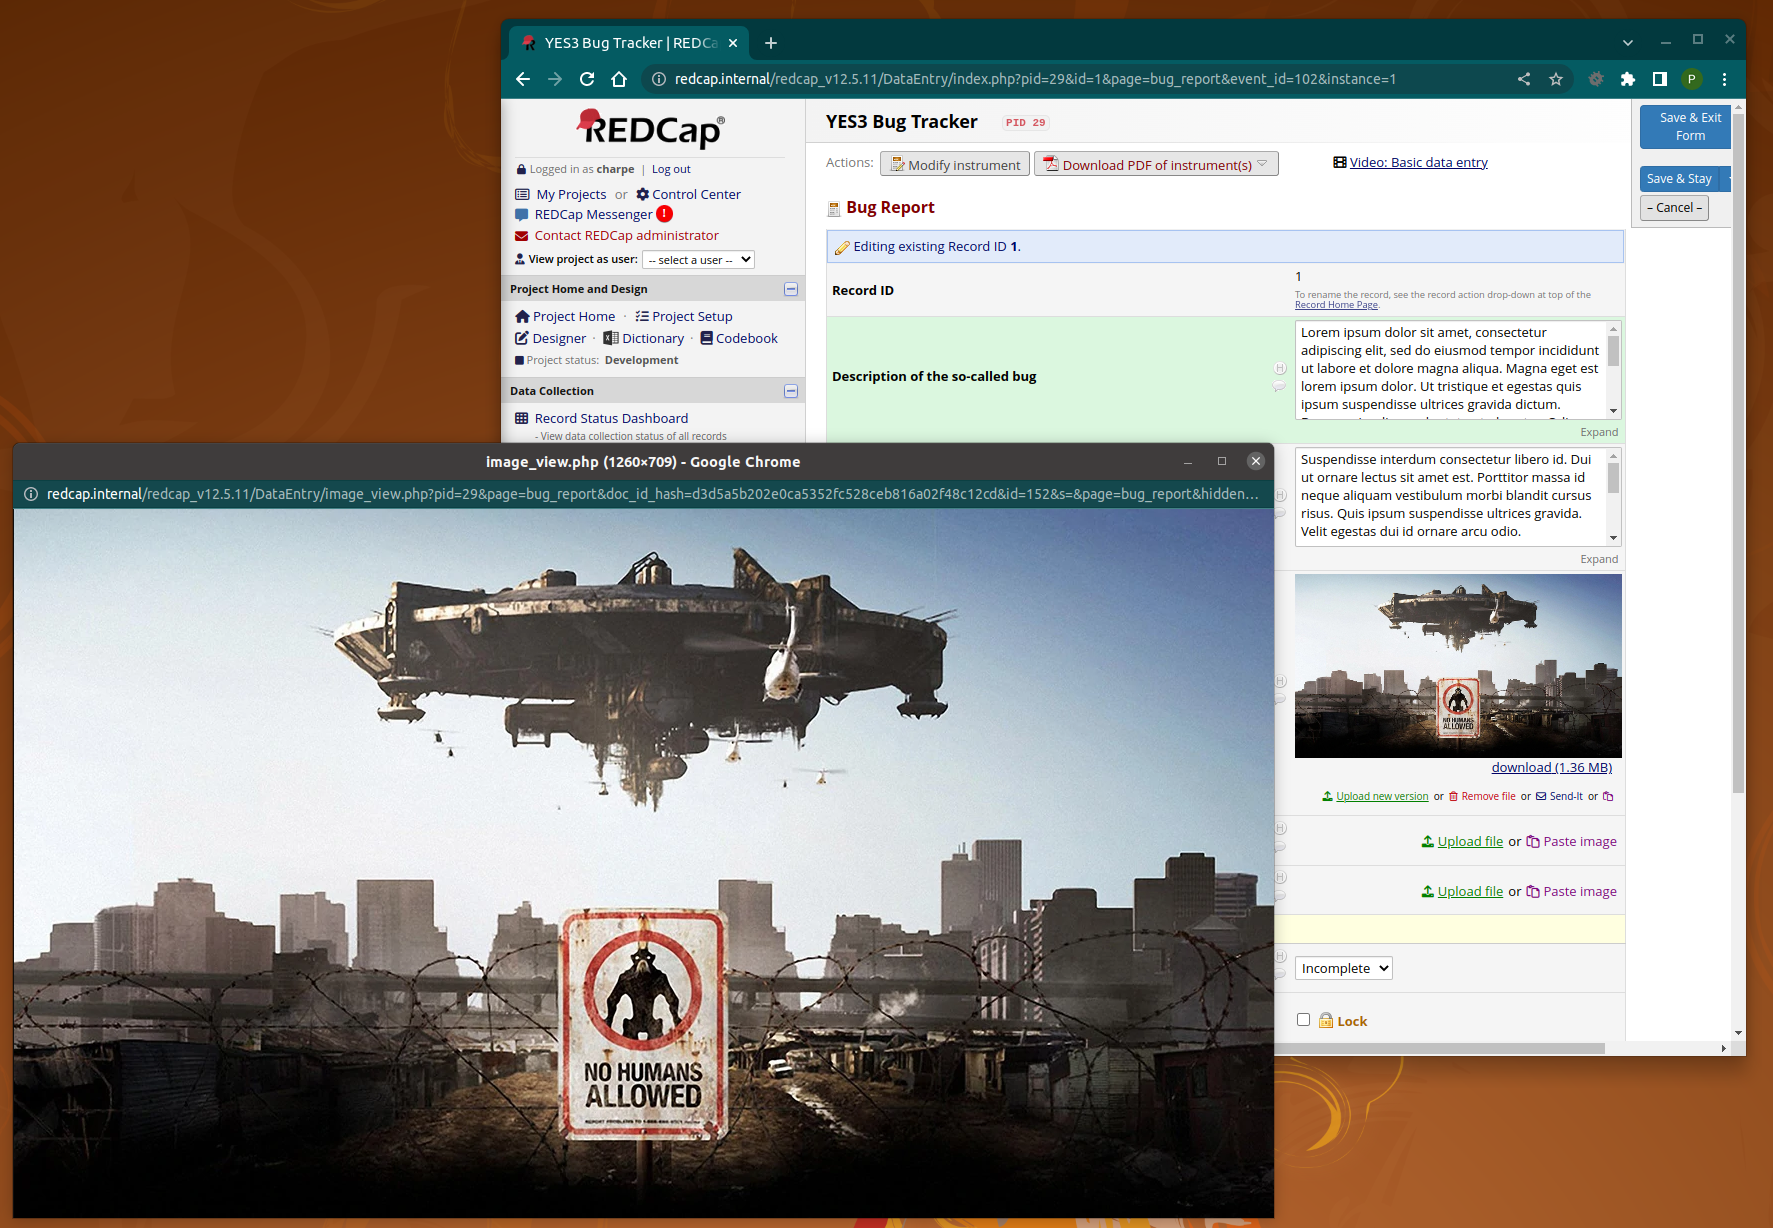 YES3 Bug Tracker | REDCa
redcap.internal/redcap_v12.5.11/DataEntry/index.php?pid=29&id=1&page=bug_report&event_id=102&instance=1
P
REDCap®
Logged in as charpe | Log out
My Projects or Control Center
REDCap Messenger !
Contact REDCap administrator
View project as user: -- select a user --
Project Home and Design
Project Home · Project Setup
Designer · Dictionary · Codebook
Project status: Development
Data Collection
Record Status Dashboard
- View data collection status of all records
YES3 Bug Tracker PID 29
Actions: Modify instrument Download PDF of instrument(s) Video: Basic data entry
Save & Exit
Form
Save & Stay
– Cancel –
Bug Report
Editing existing Record ID 1.
Record ID
1
To rename the record, see the record action drop-down at top of the
Record Home Page.
Description of the so-called bug
H
Lorem ipsum dolor sit amet, consectetur
adipiscing elit, sed do eiusmod tempor incididunt
ut labore et dolore magna aliqua. Magna eget est
lorem ipsum dolor. Ut tristique et egestas quis
ipsum suspendisse ultrices gravida dictum.
Expand
H
Suspendisse interdum consectetur libero id. Dui
ut ornare lectus sit amet est. Porttitor massa id
neque aliquam vestibulum morbi blandit cursus
risus. Quis ipsum suspendisse ultrices gravida.
Velit egestas dui id ornare arcu odio.
Expand
H
NO HUMANS
ALLOWED
download (1.36 MB)
Upload new version or Remove file or Send-It or
H
Upload file or Paste image
H
Upload file or Paste image
H
Incomplete
Lock
image_view.php (1260×709) - Google Chrome
redcap.internal/redcap_v12.5.11/DataEntry/image_view.php?pid=29&page=bug_report&doc_id_hash=d3d5a5b202e0ca5352fc528ceb816a02f48c12cd&id=152&s=&page=bug_report&hidden…
NO HUMANS
ALLOWED